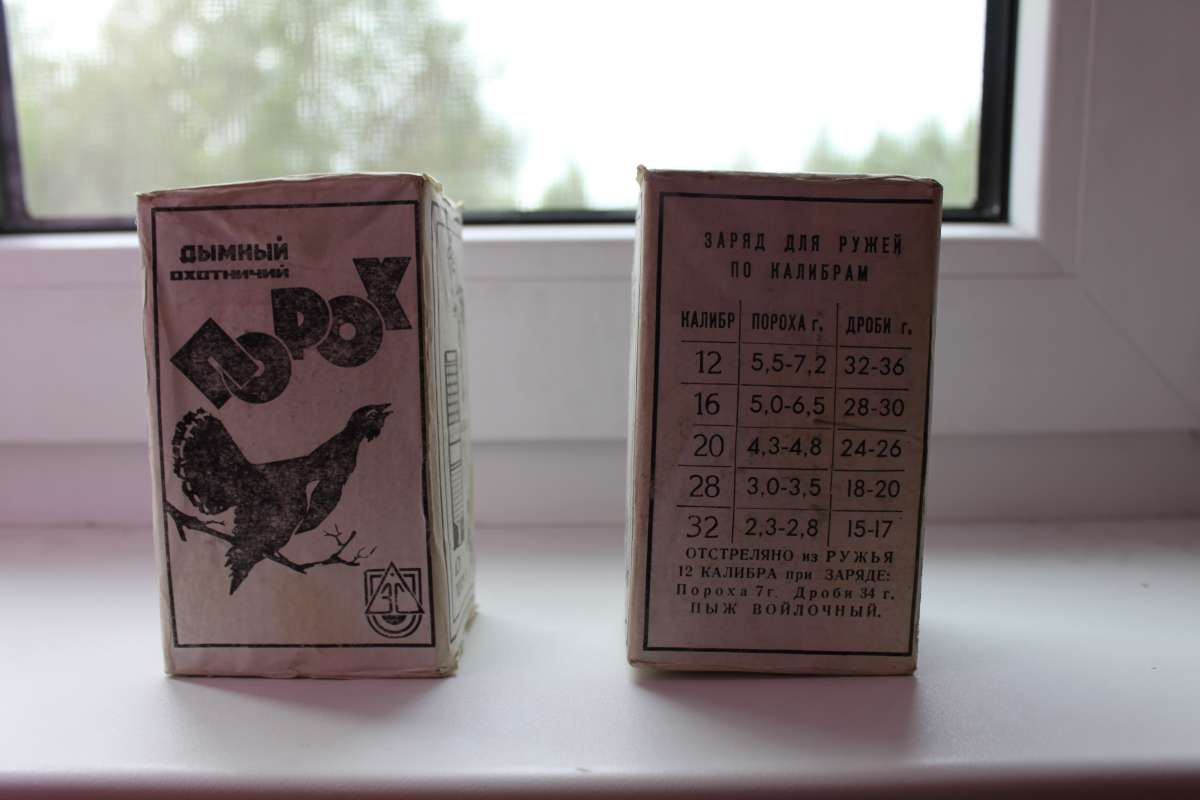 ДЫМНЫЙ
ОХОТНИЧИЙ
ПОРОХ
ЗАРЯД ДЛЯ РУЖЕЙ
ПО КАЛИБРАМ
КАЛИБР ПОРОХА г. ДРОБИ г.
12 5,5-7,2 32-36
16 5,0-6,5 28-30
20 4,3-4,8 24-26
28 3,0-3,5 18-20
32 2,3-2,8 15-17
ОТСТРЕЛЯНО из РУЖЬЯ
12 КАЛИБРА при ЗАРЯДЕ:
Пороха 7г. Дроби 34 г.
ПЫЖ ВОЙЛОЧНЫЙ.